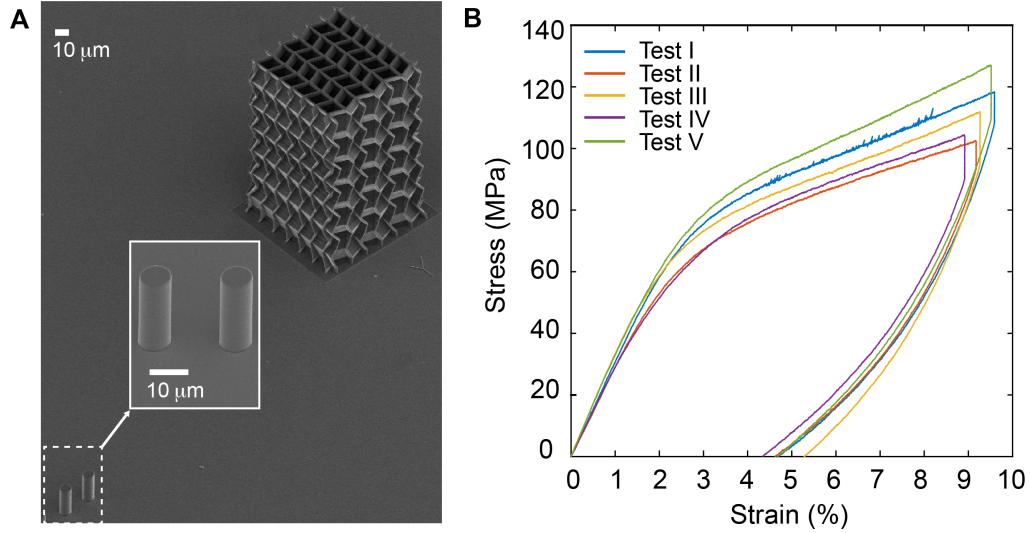 A
10 μm
10 μm
B
Stress (MPa)
140
120
100
80
60
40
20
0
Test I
Test II
Test III
Test IV
Test V
0 1 2 3 4 5 6 7 8 9 10
Strain (%)